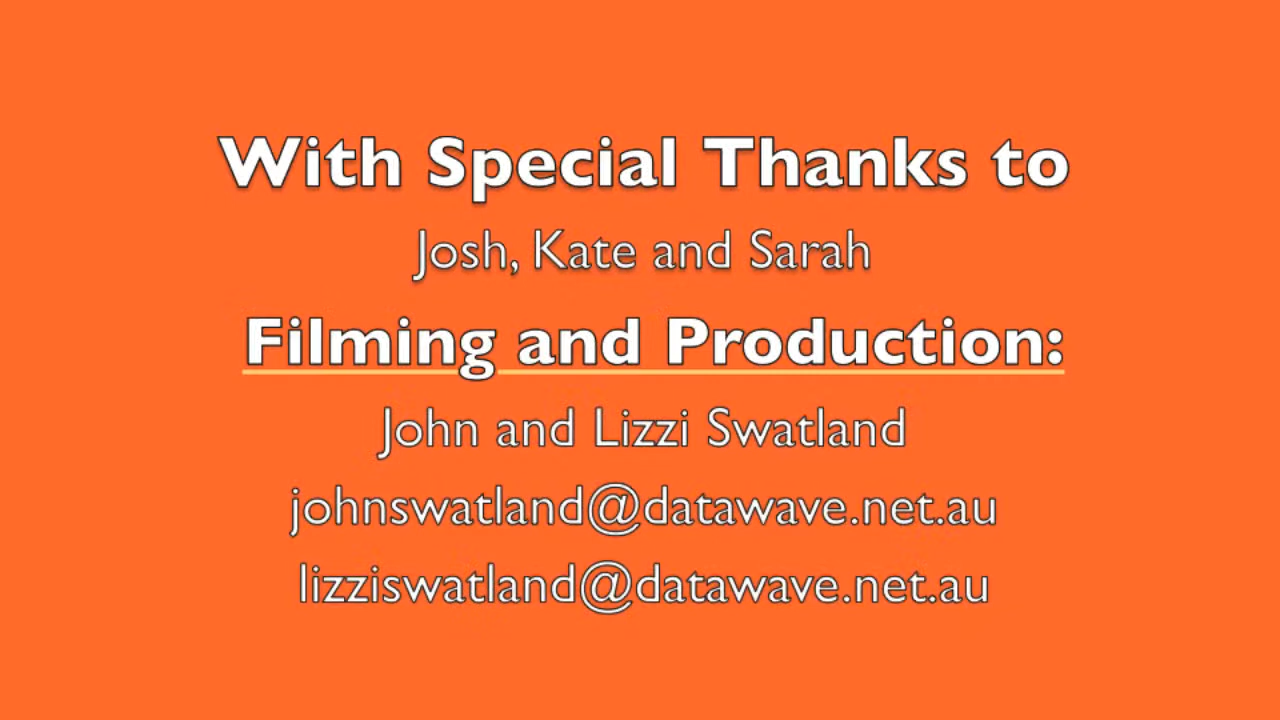 With Special Thanks to
Josh, Kate and Sarah
Filming and Production:
John and Lizzi Swatland
johnswatland@datawave.net.au
lizziswatland@datawave.net.au